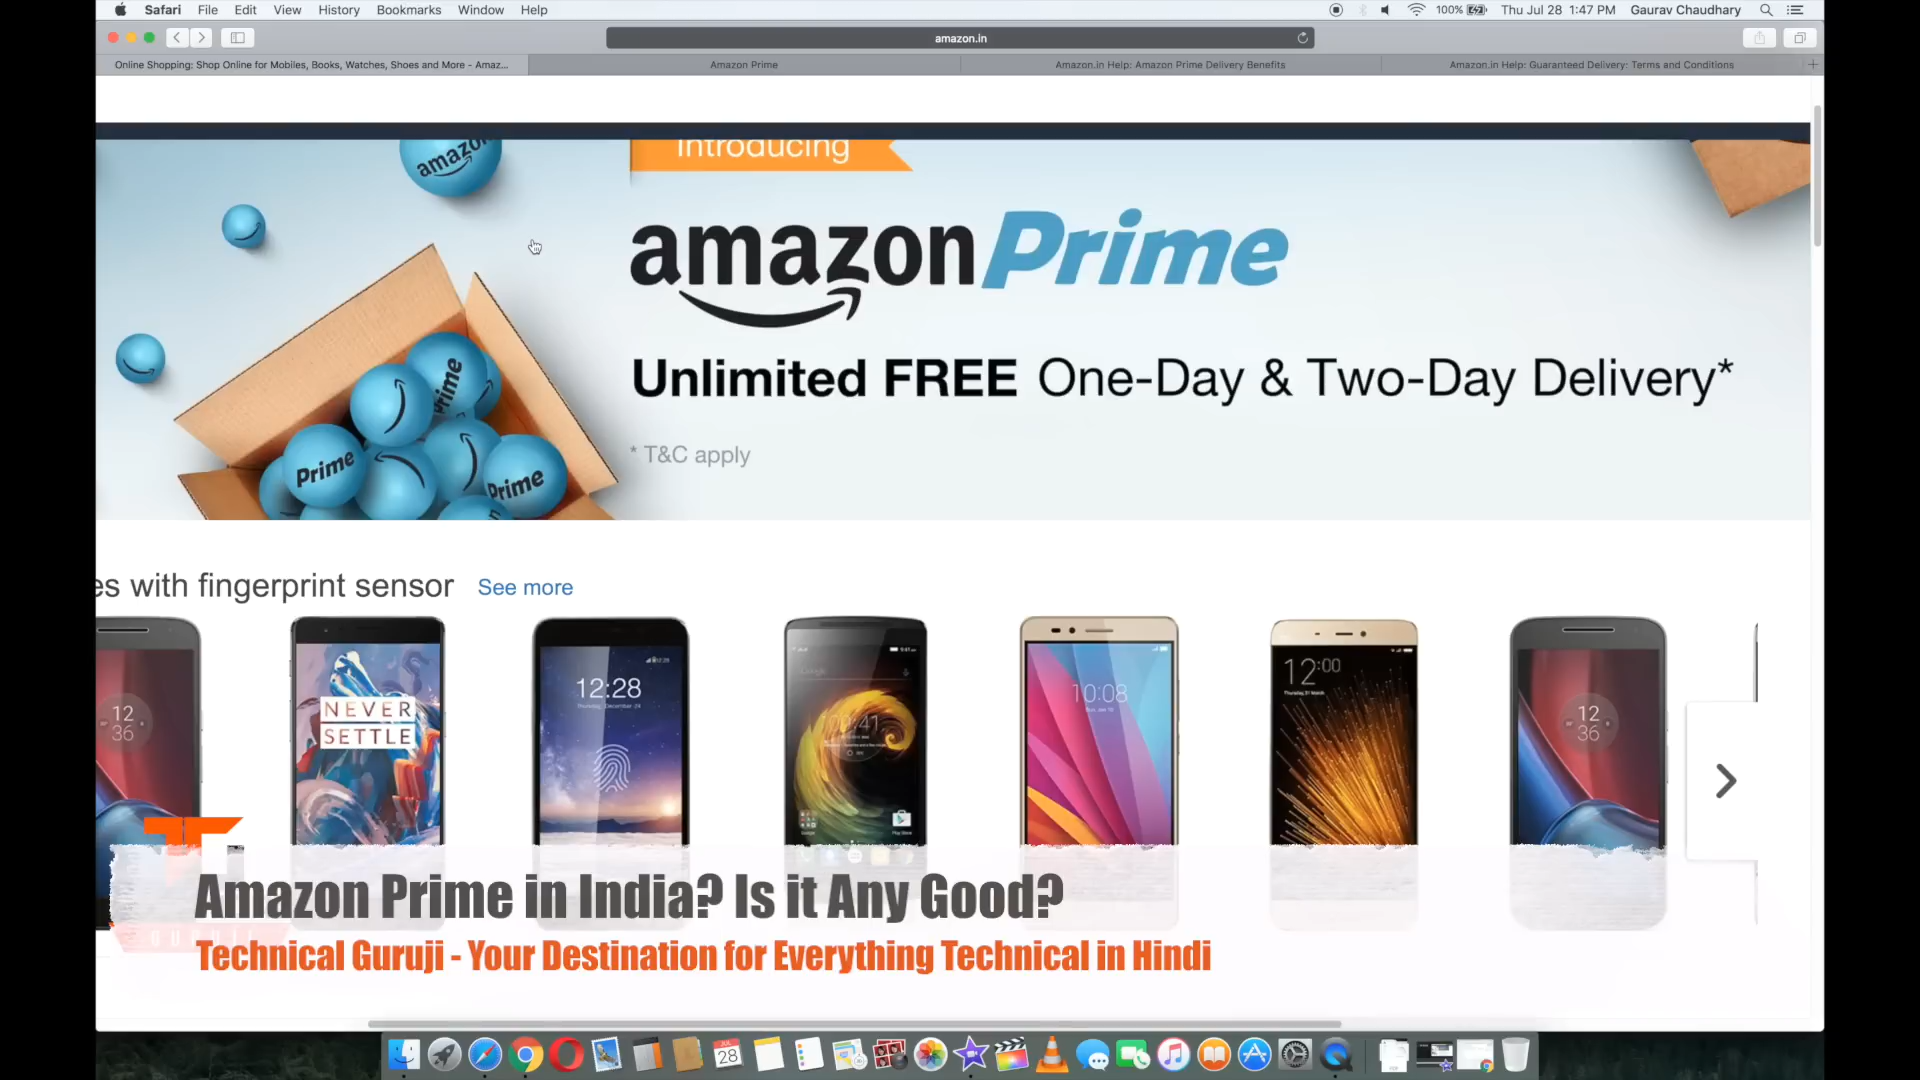 Safari File Edit View History Bookmarks Window Help 100% Thu Jul 28 1:47 PM Gaurav Chaudhary
amazon.in
Online Shopping: Shop Online for Mobiles, Books, Watches, Shoes and More - Amaz...
Amazon Prime
Amazon.in Help: Amazon Prime Delivery Benefits
Amazon.in Help: Guaranteed Delivery: Terms and Conditions
Introducing
amazon
amazonPrime
Unlimited FREE One-Day & Two-Day Delivery*
* T&C apply
Prime
Prime
Prime
es with fingerprint sensor See more
12
36
NEVER
SETTLE
12:28
10:08
12:00
12
36
Amazon Prime in India? Is it Any Good?
GURUJI
Technical Guruji - Your Destination for Everything Technical in Hindi
JUL
28